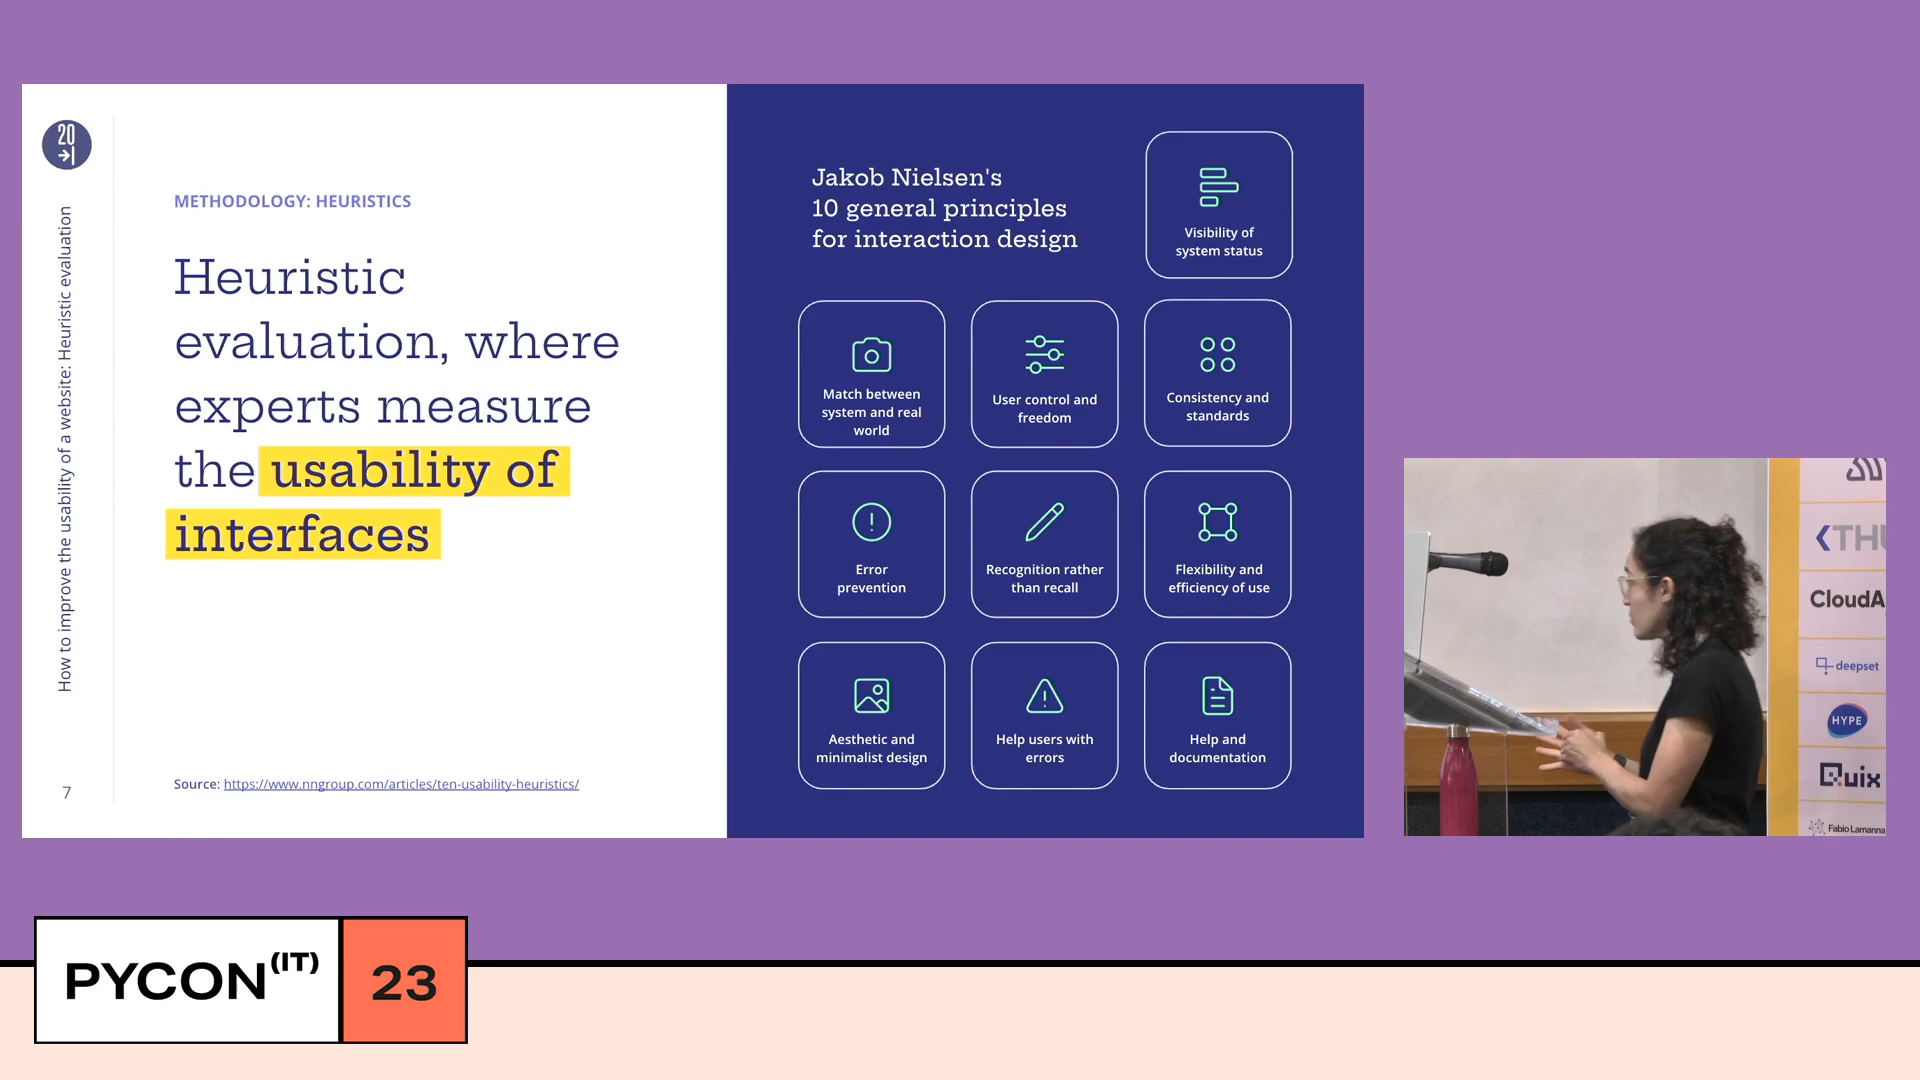 20
How to improve the usability of a website: Heuristic evaluation
7
METHODOLOGY: HEURISTICS
Heuristic
evaluation, where
experts measure
the usability of
interfaces
Source: https://www.nngroup.com/articles/ten-usability-heuristics/
Jakob Nielsen's
10 general principles
for interaction design
Visibility of
system status
Match between
system and real
world
User control and
freedom
Consistency and
standards
Error
prevention
Recognition rather
than recall
Flexibility and
efficiency of use
Aesthetic and
minimalist design
Help users with
errors
Help and
documentation
CloudA
deepset
HYPE
Quix
Fabio Lamanna
PYCON(IT) 23